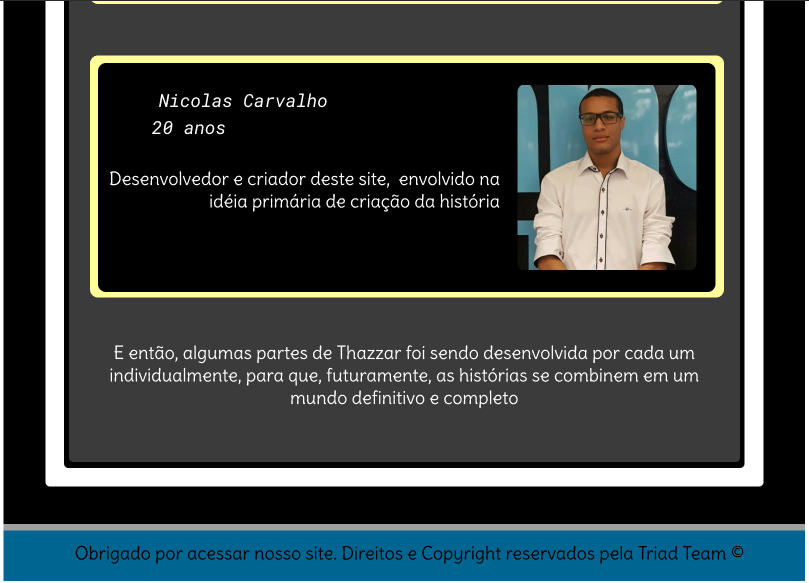 Nicolas Carvalho
20 anos
Desenvolvedor e criador deste site, envolvido na
idéia primária de criação da história
E então, algumas partes de Thazzar foi sendo desenvolvida por cada um
individualmente, para que, futuramente, as histórias se combinem em um
mundo definitivo e completo
Obrigado por acessar nosso site. Direitos e Copyright reservados pela Triad Team ©